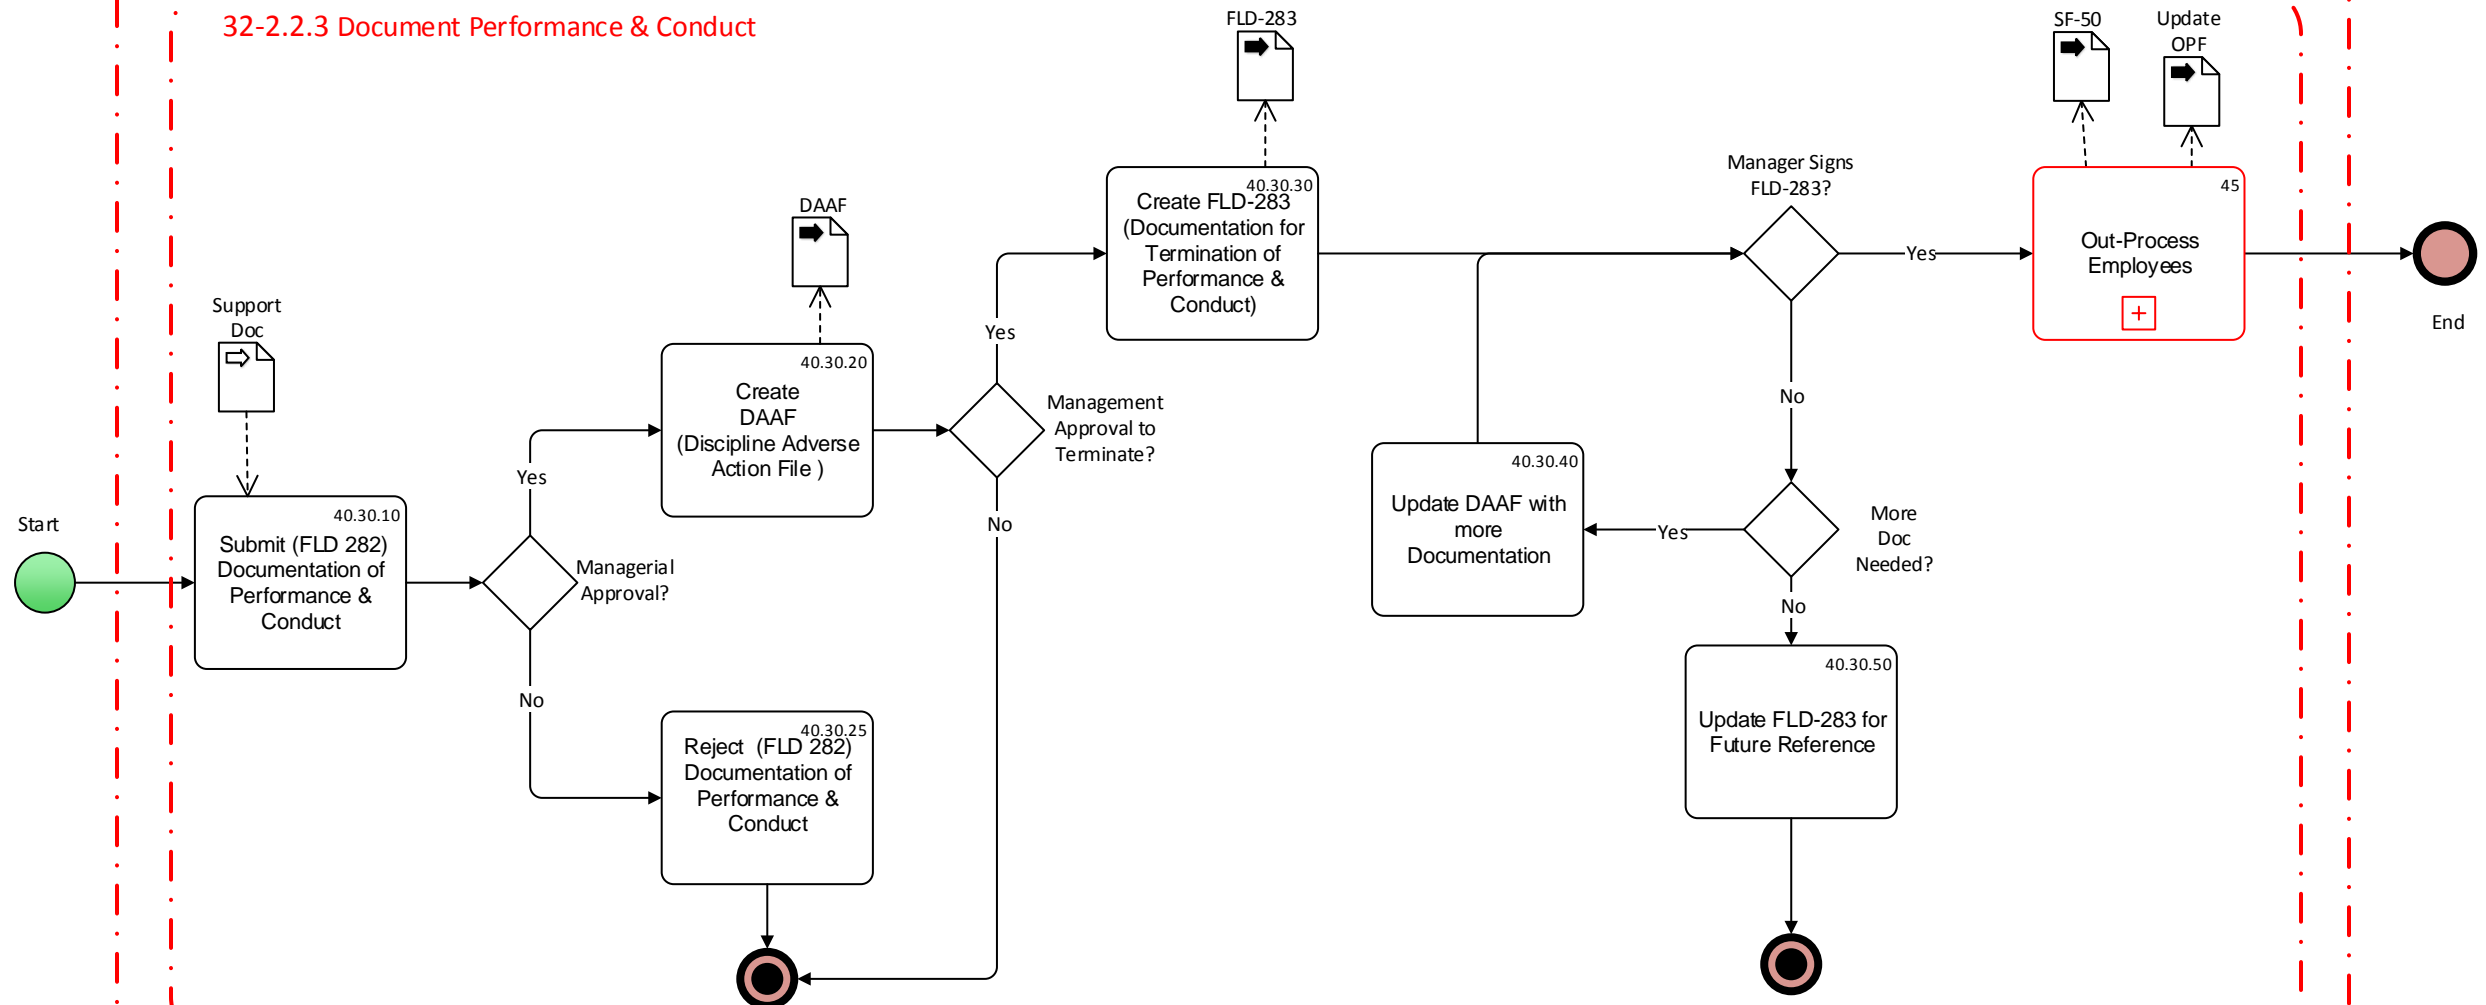 32-2.2.3 Document Performance & Conduct
FLD-283
SF-50
Update
OPF
Start
Support
Doc
40.30.10
Submit (FLD 282)
Documentation of
Performance &
Conduct
Managerial
Approval?
Yes
No
DAAF
40.30.20
Create
DAAF
(Discipline Adverse
Action File )
40.30.25
Reject  (FLD 282)
Documentation of
Performance &
Conduct
Management
Approval to
Terminate?
Yes
No
40.30.30
Create FLD-283
(Documentation for
Termination of
Performance &
Conduct)
Manager Signs
FLD-283?
Yes
No
More
Doc
Needed?
Yes
No
40.30.40
Update DAAF with
more
Documentation
40.30.50
Update FLD-283 for
Future Reference
45
Out-Process
Employees
+
End